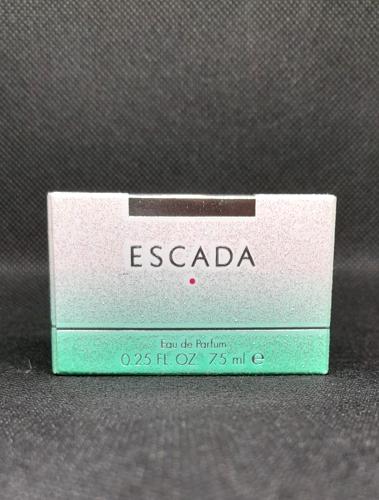 ESCADA
Eau de Parfum
0.25 FL OZ 7.5 ml ℮